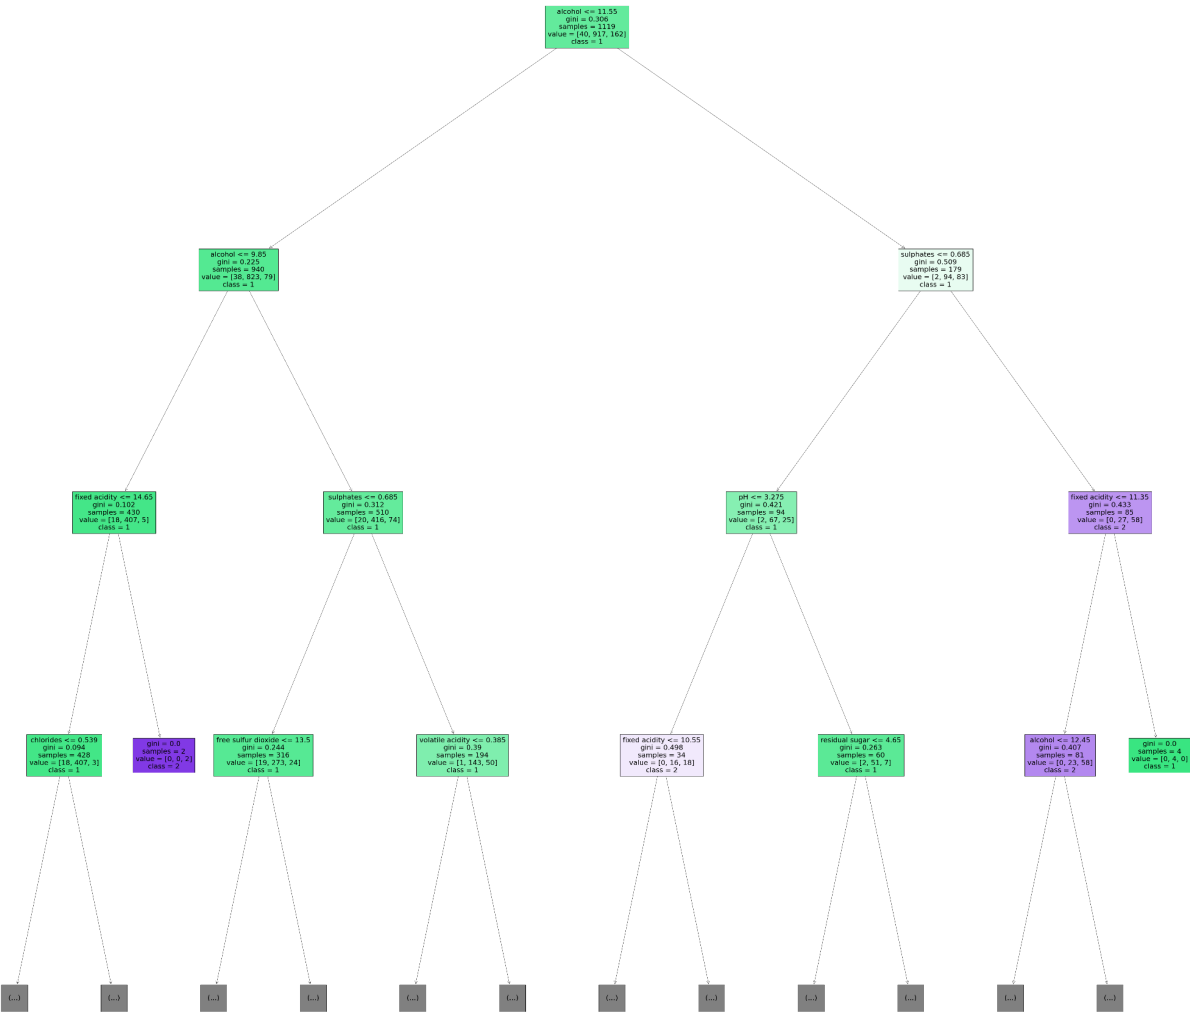 alcohol <= 11.55
gini = 0.306
samples = 1119
value = [40, 917, 162]
class = 1
alcohol <= 9.85
gini = 0.225
samples = 940
value = [38, 823, 79]
class = 1
sulphates <= 0.685
gini = 0.509
samples = 179
value = [2, 94, 83]
class = 1
fixed acidity <= 14.65
gini = 0.102
samples = 430
value = [18, 407, 5]
class = 1
sulphates <= 0.685
gini = 0.312
samples = 510
value = [20, 416, 74]
class = 1
pH <= 3.275
gini = 0.421
samples = 94
value = [2, 67, 25]
class = 1
fixed acidity <= 11.35
gini = 0.433
samples = 85
value = [0, 27, 58]
class = 2
chlorides <= 0.539
gini = 0.094
samples = 428
value = [18, 407, 3]
class = 1
gini = 0.0
samples = 2
value = [0, 0, 2]
class = 2
free sulfur dioxide <= 13.5
gini = 0.244
samples = 316
value = [19, 273, 24]
class = 1
volatile acidity <= 0.385
gini = 0.39
samples = 194
value = [1, 143, 50]
class = 1
fixed acidity <= 10.55
gini = 0.498
samples = 34
value = [0, 16, 18]
class = 2
residual sugar <= 4.65
gini = 0.263
samples = 60
value = [2, 51, 7]
class = 1
alcohol <= 12.45
gini = 0.407
samples = 81
value = [0, 23, 58]
class = 2
gini = 0.0
samples = 4
value = [0, 4, 0]
class = 1
(...)
(...)
(...)
(...)
(...)
(...)
(...)
(...)
(...)
(...)
(...)
(...)